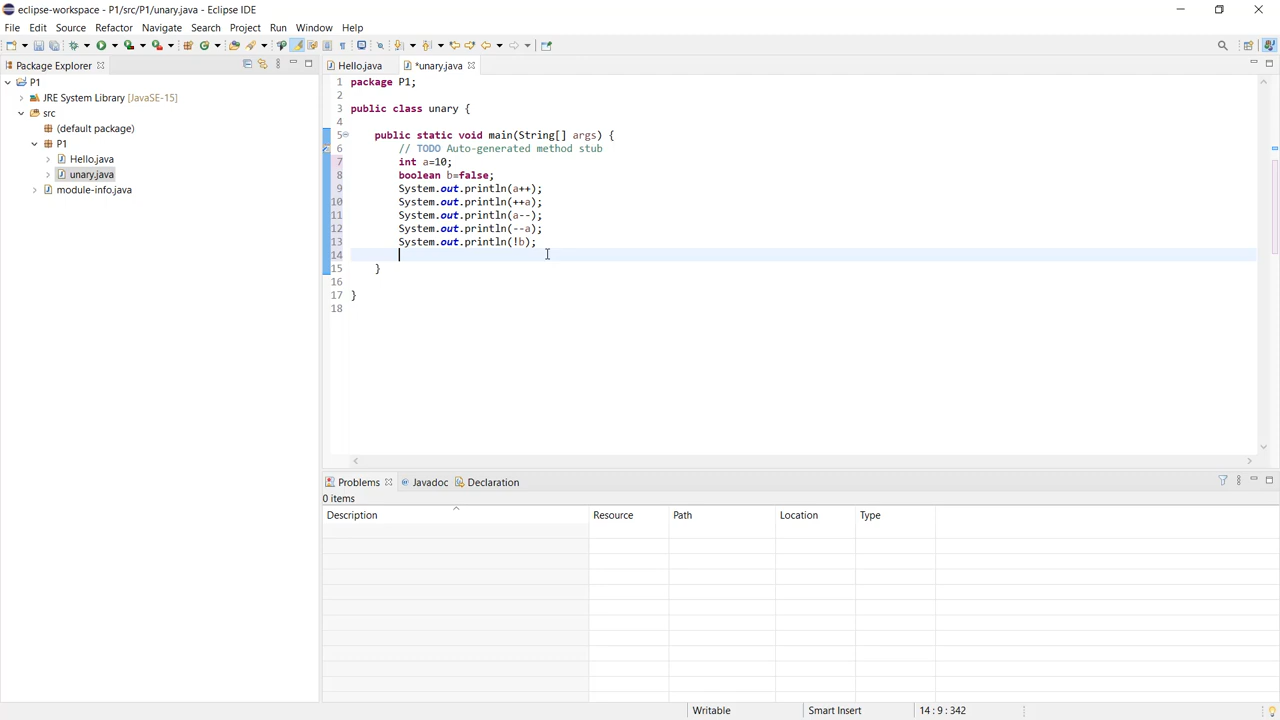 eclipse-workspace - P1/src/P1/unary.java - Eclipse IDE
File Edit Source Refactor Navigate Search Project Run Window Help
Package Explorer
P1
JRE System Library [JavaSE-15]
src
(default package)
P1
Hello.java
unary.java
module-info.java
Hello.java *unary.java
1 package P1;
2
3 public class unary {
4
5 public static void main(String[] args) {
6 // TODO Auto-generated method stub
7 int a=10;
8 boolean b=false;
9 System.out.println(a++);
10 System.out.println(++a);
11 System.out.println(a--);
12 System.out.println(--a);
13 System.out.println(!b);
14
15 }
16
17 }
18
Problems Javadoc Declaration
0 items
Description Resource Path Location Type
Writable Smart Insert 14 : 9 : 342